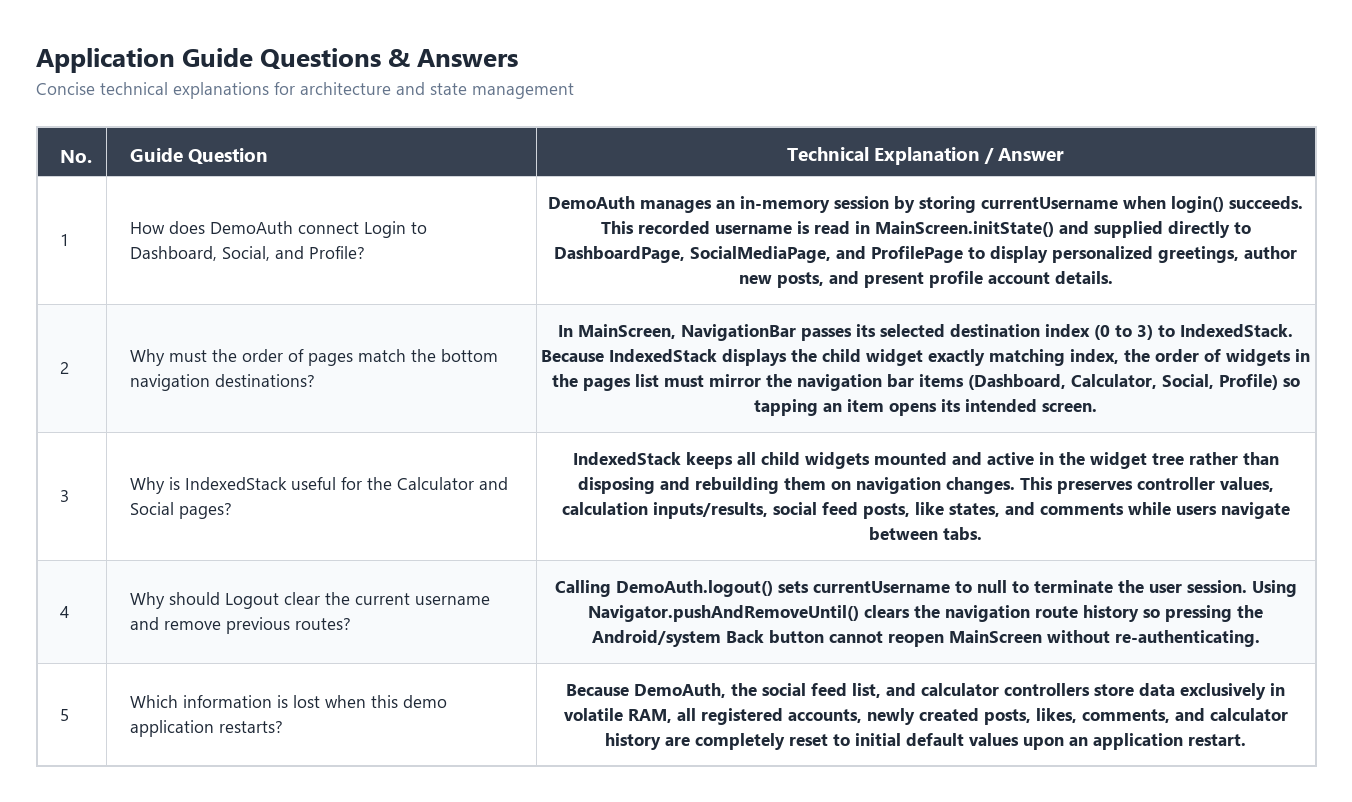 Application Guide Questions & Answers
Concise technical explanations for architecture and state management
No.
Guide Question
Technical Explanation / Answer
1
How does DemoAuth connect Login to
Dashboard, Social, and Profile?
DemoAuth manages an in-memory session by storing currentUsername when login() succeeds.
This recorded username is read in MainScreen.initState() and supplied directly to
DashboardPage, SocialMediaPage, and ProfilePage to display personalized greetings, author
new posts, and present profile account details.
2
Why must the order of pages match the bottom
navigation destinations?
In MainScreen, NavigationBar passes its selected destination index (0 to 3) to IndexedStack.
Because IndexedStack displays the child widget exactly matching index, the order of widgets in
the pages list must mirror the navigation bar items (Dashboard, Calculator, Social, Profile) so
tapping an item opens its intended screen.
3
Why is IndexedStack useful for the Calculator and
Social pages?
IndexedStack keeps all child widgets mounted and active in the widget tree rather than
disposing and rebuilding them on navigation changes. This preserves controller values,
calculation inputs/results, social feed posts, like states, and comments while users navigate
between tabs.
4
Why should Logout clear the current username
and remove previous routes?
Calling DemoAuth.logout() sets currentUsername to null to terminate the user session. Using
Navigator.pushAndRemoveUntil() clears the navigation route history so pressing the
Android/system Back button cannot reopen MainScreen without re-authenticating.
5
Which information is lost when this demo
application restarts?
Because DemoAuth, the social feed list, and calculator controllers store data exclusively in
volatile RAM, all registered accounts, newly created posts, likes, comments, and calculator
history are completely reset to initial default values upon an application restart.